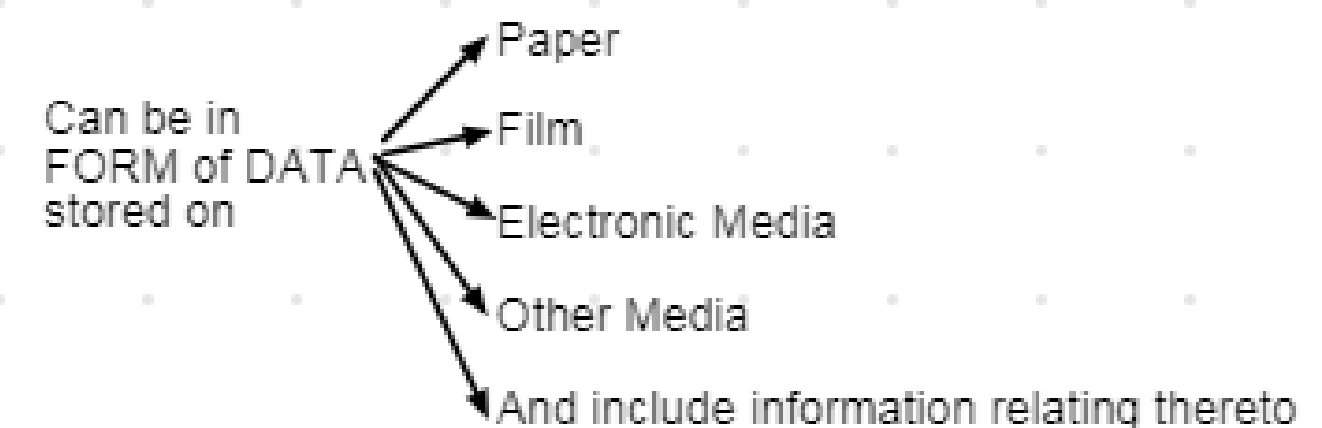 Paper
Can be in
Film
FORM of DATA
stored on
Electronic Media
Other Media
And include information relating thereto